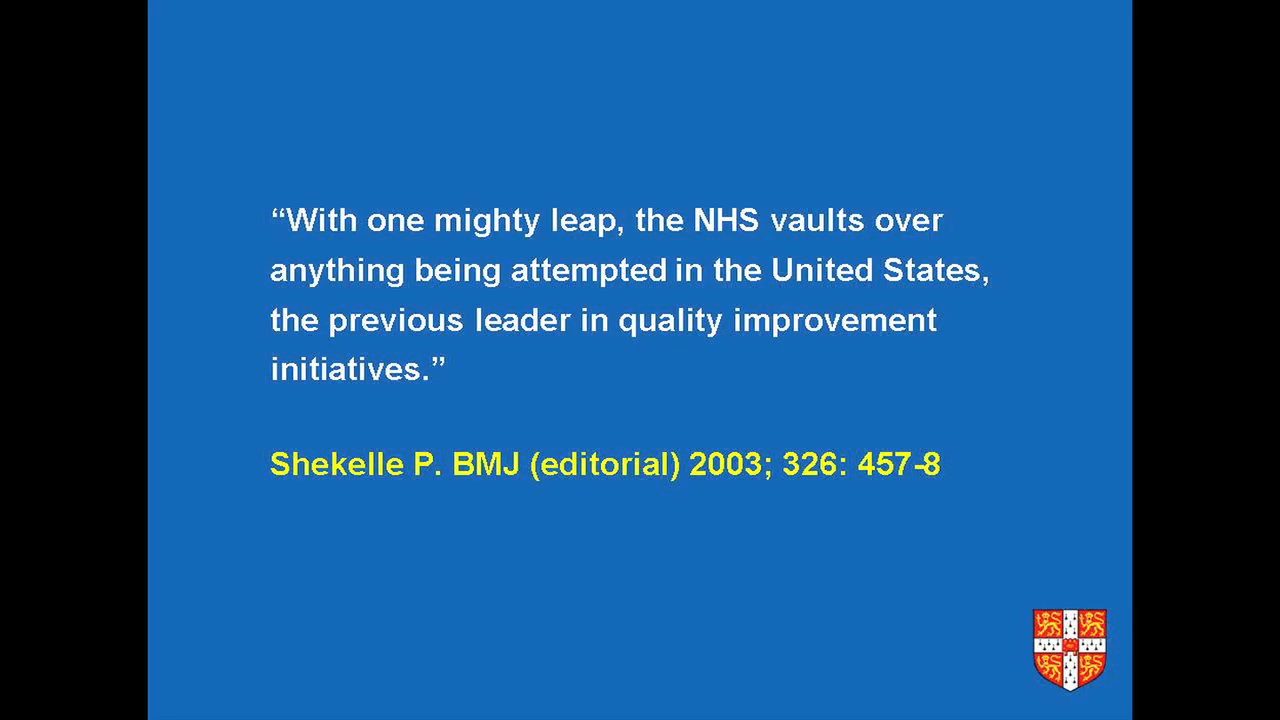 “With one mighty leap, the NHS vaults over
anything being attempted in the United States,
the previous leader in quality improvement
initiatives.”
Shekelle P. BMJ (editorial) 2003; 326: 457-8